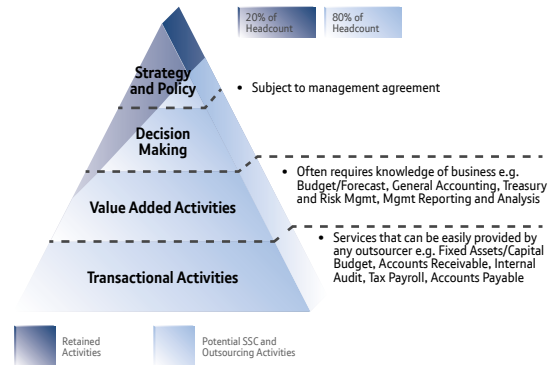 20% of
Headcount
80% of
Headcount
Strategy
and Policy
• Subject to management agreement
Decision
Making
• Often requires knowledge of business e.g.
Budget/Forecast, General Accounting, Treasury
and Risk Mgmt, Mgmt Reporting and Analysis
Value Added Activities
• Services that can be easily provided by
any outsourcer e.g. Fixed Assets/Capital
Budget, Accounts Receivable, Internal
Audit, Tax Payroll, Accounts Payable
Transactional Activities
Retained
Activities
Potential SSC and
Outsourcing Activities